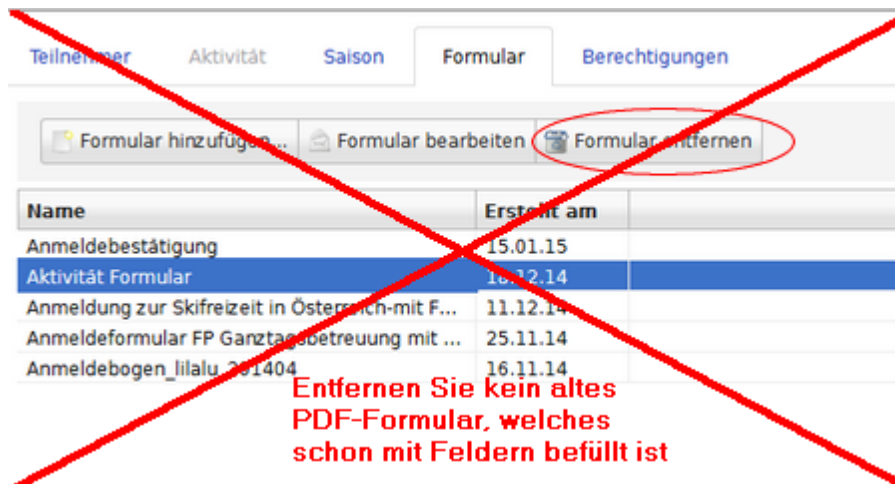 Teilnehmer Aktivität Saison Formular Berechtigungen
Formular hinzufügen... Formular bearbeiten Formular entfernen
Name Erstellt am
Anmeldebestätigung 15.01.15
Aktivität Formular 18.12.14
Anmeldung zur Skifreizeit in Österreich-mit F... 11.12.14
Anmeldeformular FP Ganztagsbetreuung mit ... 25.11.14
Anmeldebogen_lilalu_201404 16.11.14
Entfernen Sie kein altes
PDF-Formular, welches
schon mit Feldern befüllt ist